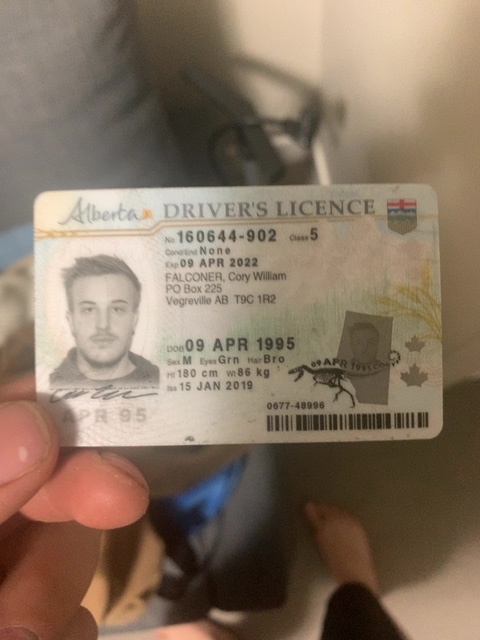 Alberta DRIVER'S LICENCE
No 160644-902 Class 5
Cond/End None
Exp 09 APR 2022
FALCONER, Cory William
PO Box 225
Vegreville AB T9C 1R2
DOB 09 APR 1995
Sex M Eyes Grn Hair Bro
Ht 180 cm Wt 86 kg
Iss 15 JAN 2019
09 APR 1995
APR 95
0677-48996